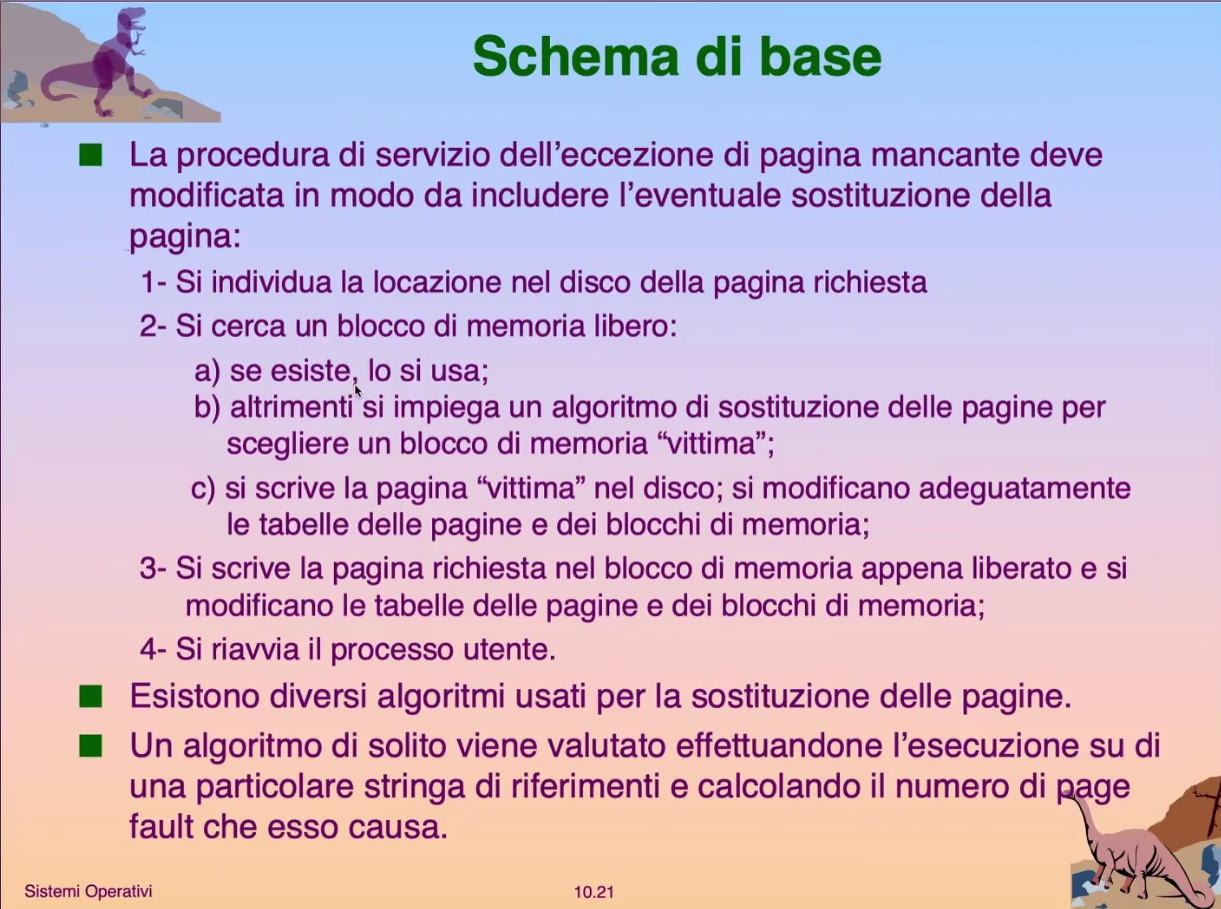 Schema di base
La procedura di servizio dell'eccezione di pagina mancante deve
modificata in modo da includere l'eventuale sostituzione della
pagina:
1- Si individua la locazione nel disco della pagina richiesta
2- Si cerca un blocco di memoria libero:
a) se esiste, lo si usa;
b) altrimenti si impiega un algoritmo di sostituzione delle pagine per
scegliere un blocco di memoria “vittima”;
c) si scrive la pagina “vittima” nel disco; si modificano adeguatamente
le tabelle delle pagine e dei blocchi di memoria;
3- Si scrive la pagina richiesta nel blocco di memoria appena liberato e si
modificano le tabelle delle pagine e dei blocchi di memoria;
4- Si riavvia il processo utente.
Esistono diversi algoritmi usati per la sostituzione delle pagine.
Un algoritmo di solito viene valutato effettuandone l'esecuzione su di
una particolare stringa di riferimenti e calcolando il numero di page
fault che esso causa.
Sistemi Operativi
10.21